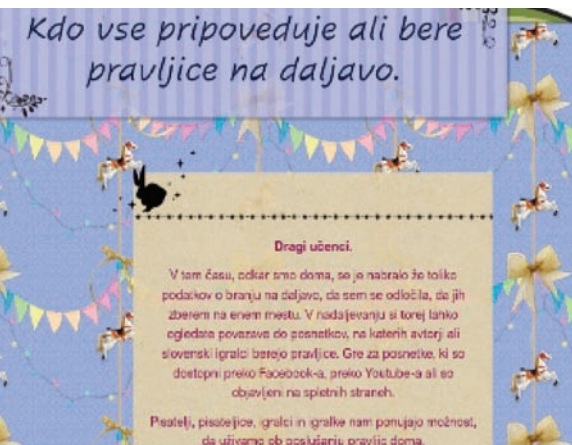 Kdo vse pripoveduje ali bere
pravljice na daljavo.
Dragi učenci.
V tem času, odkar smo doma, se je nabralo že toliko
podatkov o branju na daljavo, da sem se odločila, da jih
zberem na enem mestu. V nadaljevanju si torej lahko
ogledate povezave do posnetkov, na katerih avtorji ali
slovenski igralci berejo pravljice. Gre za posnetke, ki so
dostopni preko Facebook-a, preko Youtube-a ali so
objavljeni na spletnih straneh.
Pisatelji, pisateljice, igralci in igralke nam ponujajo možnost,
da uživamo ob poslušanju pravljic doma.